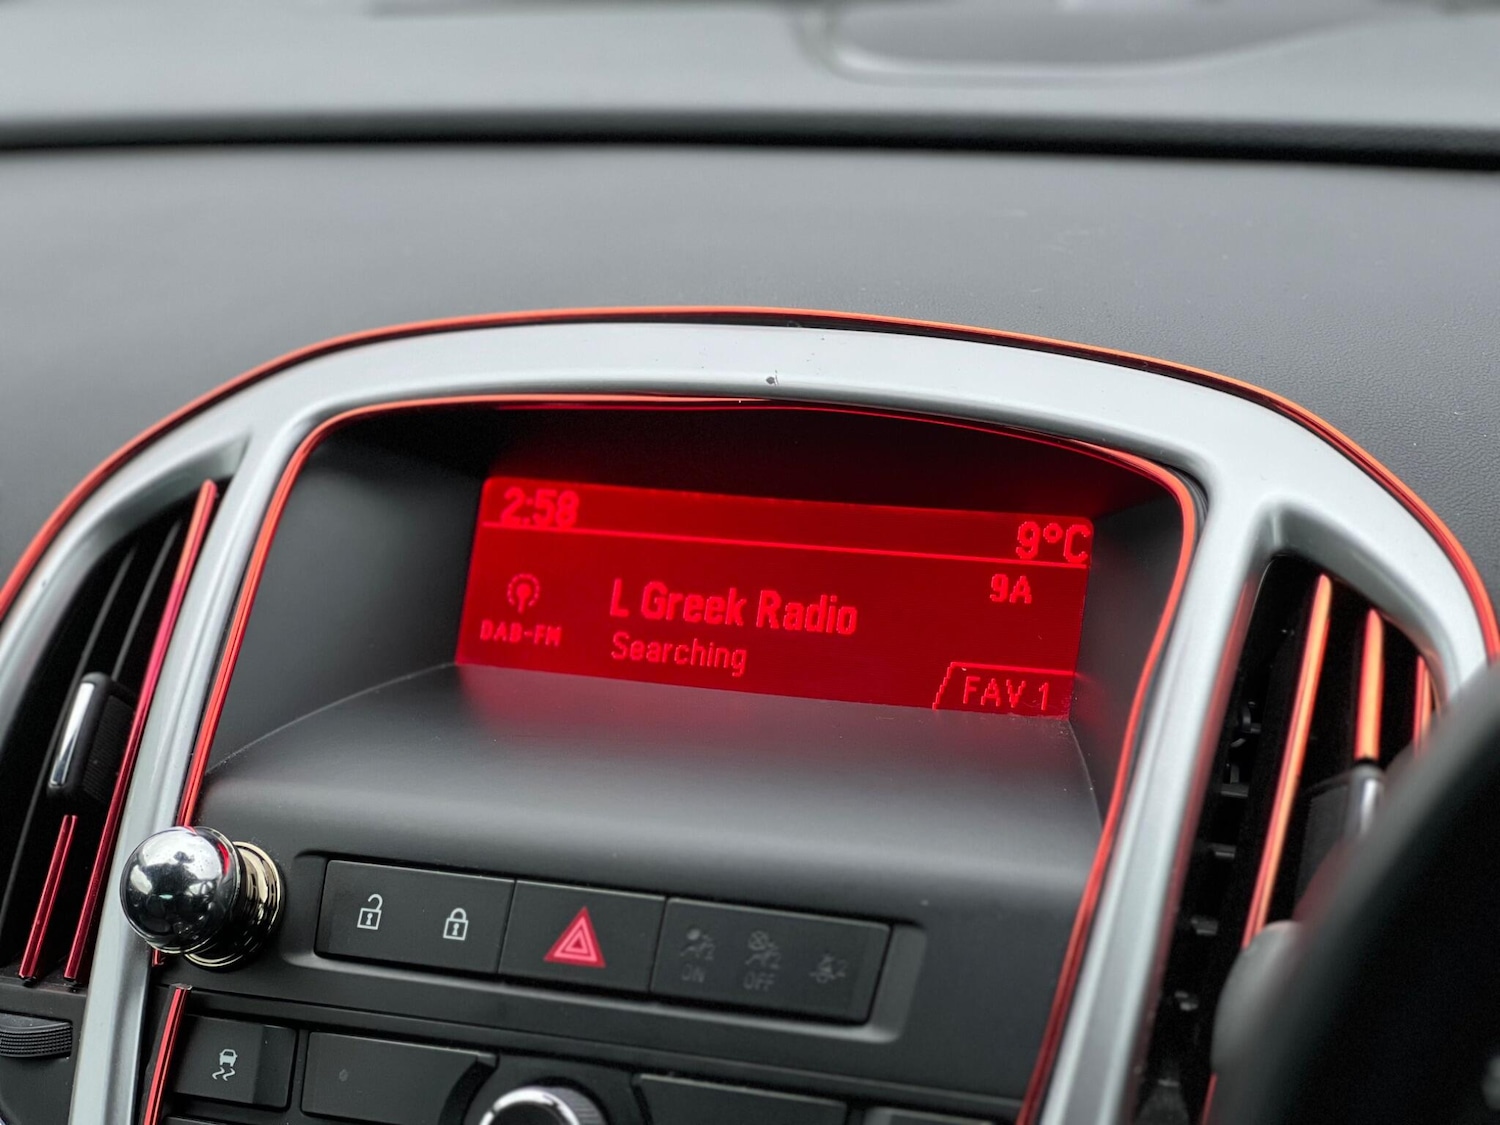 2:58
9°C
9A
L Greek Radio
DAB-FM
Searching
FAV 1
ON
OFF